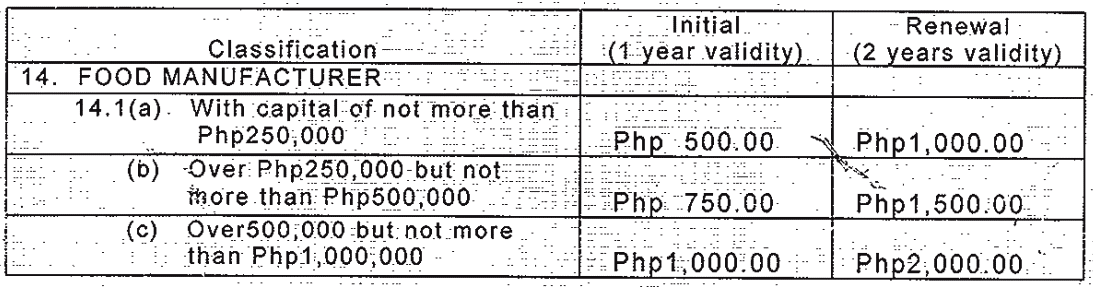 Classification Initial Renewal
(1 year validity) (2 years validity)
14. FOOD MANUFACTURER
14.1(a) With capital of not more than
Php250,000 Php 500.00 Php1,000.00
(b) Over Php250,000 but not
more than Php500,000 Php 750.00 Php1,500.00
(c) Over500,000 but not more
than Php1,000,000 Php1,000.00 Php2,000.00